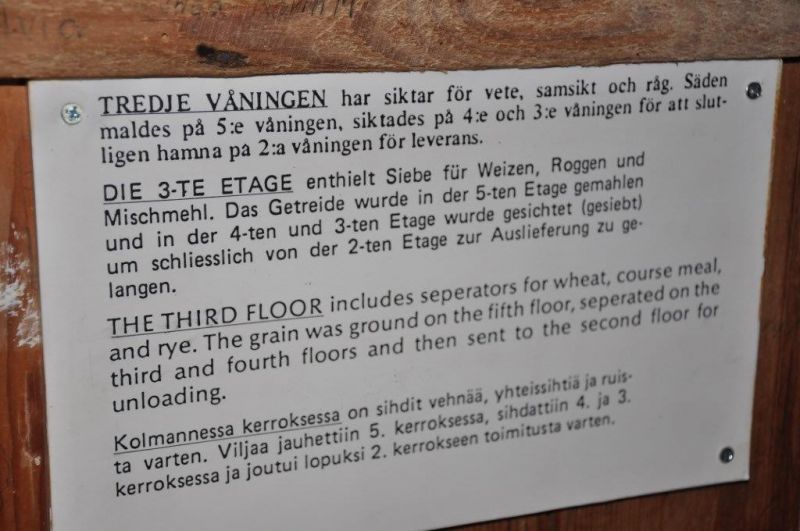 TREDJE VÅNINGEN har siktar för vete, samsikt och råg. Säden
maldes på 5:e våningen, siktades på 4:e och 3:e våningen för att slut-
ligen hamna på 2:a våningen för leverans.
DIE 3-TE ETAGE enthielt Siebe für Weizen, Roggen und
Mischmehl. Das Getreide wurde in der 5-ten Etage gemahlen
und in der 4-ten und 3-ten Etage wurde gesichtet (gesiebt)
um schliesslich von der 2-ten Etage zur Auslieferung zu ge-
langen.
THE THIRD FLOOR includes seperators for wheat, course meal,
and rye. The grain was ground on the fifth floor, seperated on the
third and fourth floors and then sent to the second floor for
unloading.
Kolmannessa kerroksessa on sihdit vehnää, yhteissihtiä ja ruis-
ta varten. Viljaa jauhettiin 5. kerroksessa, sihdattiin 4. ja 3.
kerroksessa ja joutui lopuksi 2. kerrokseen toimitusta varten.